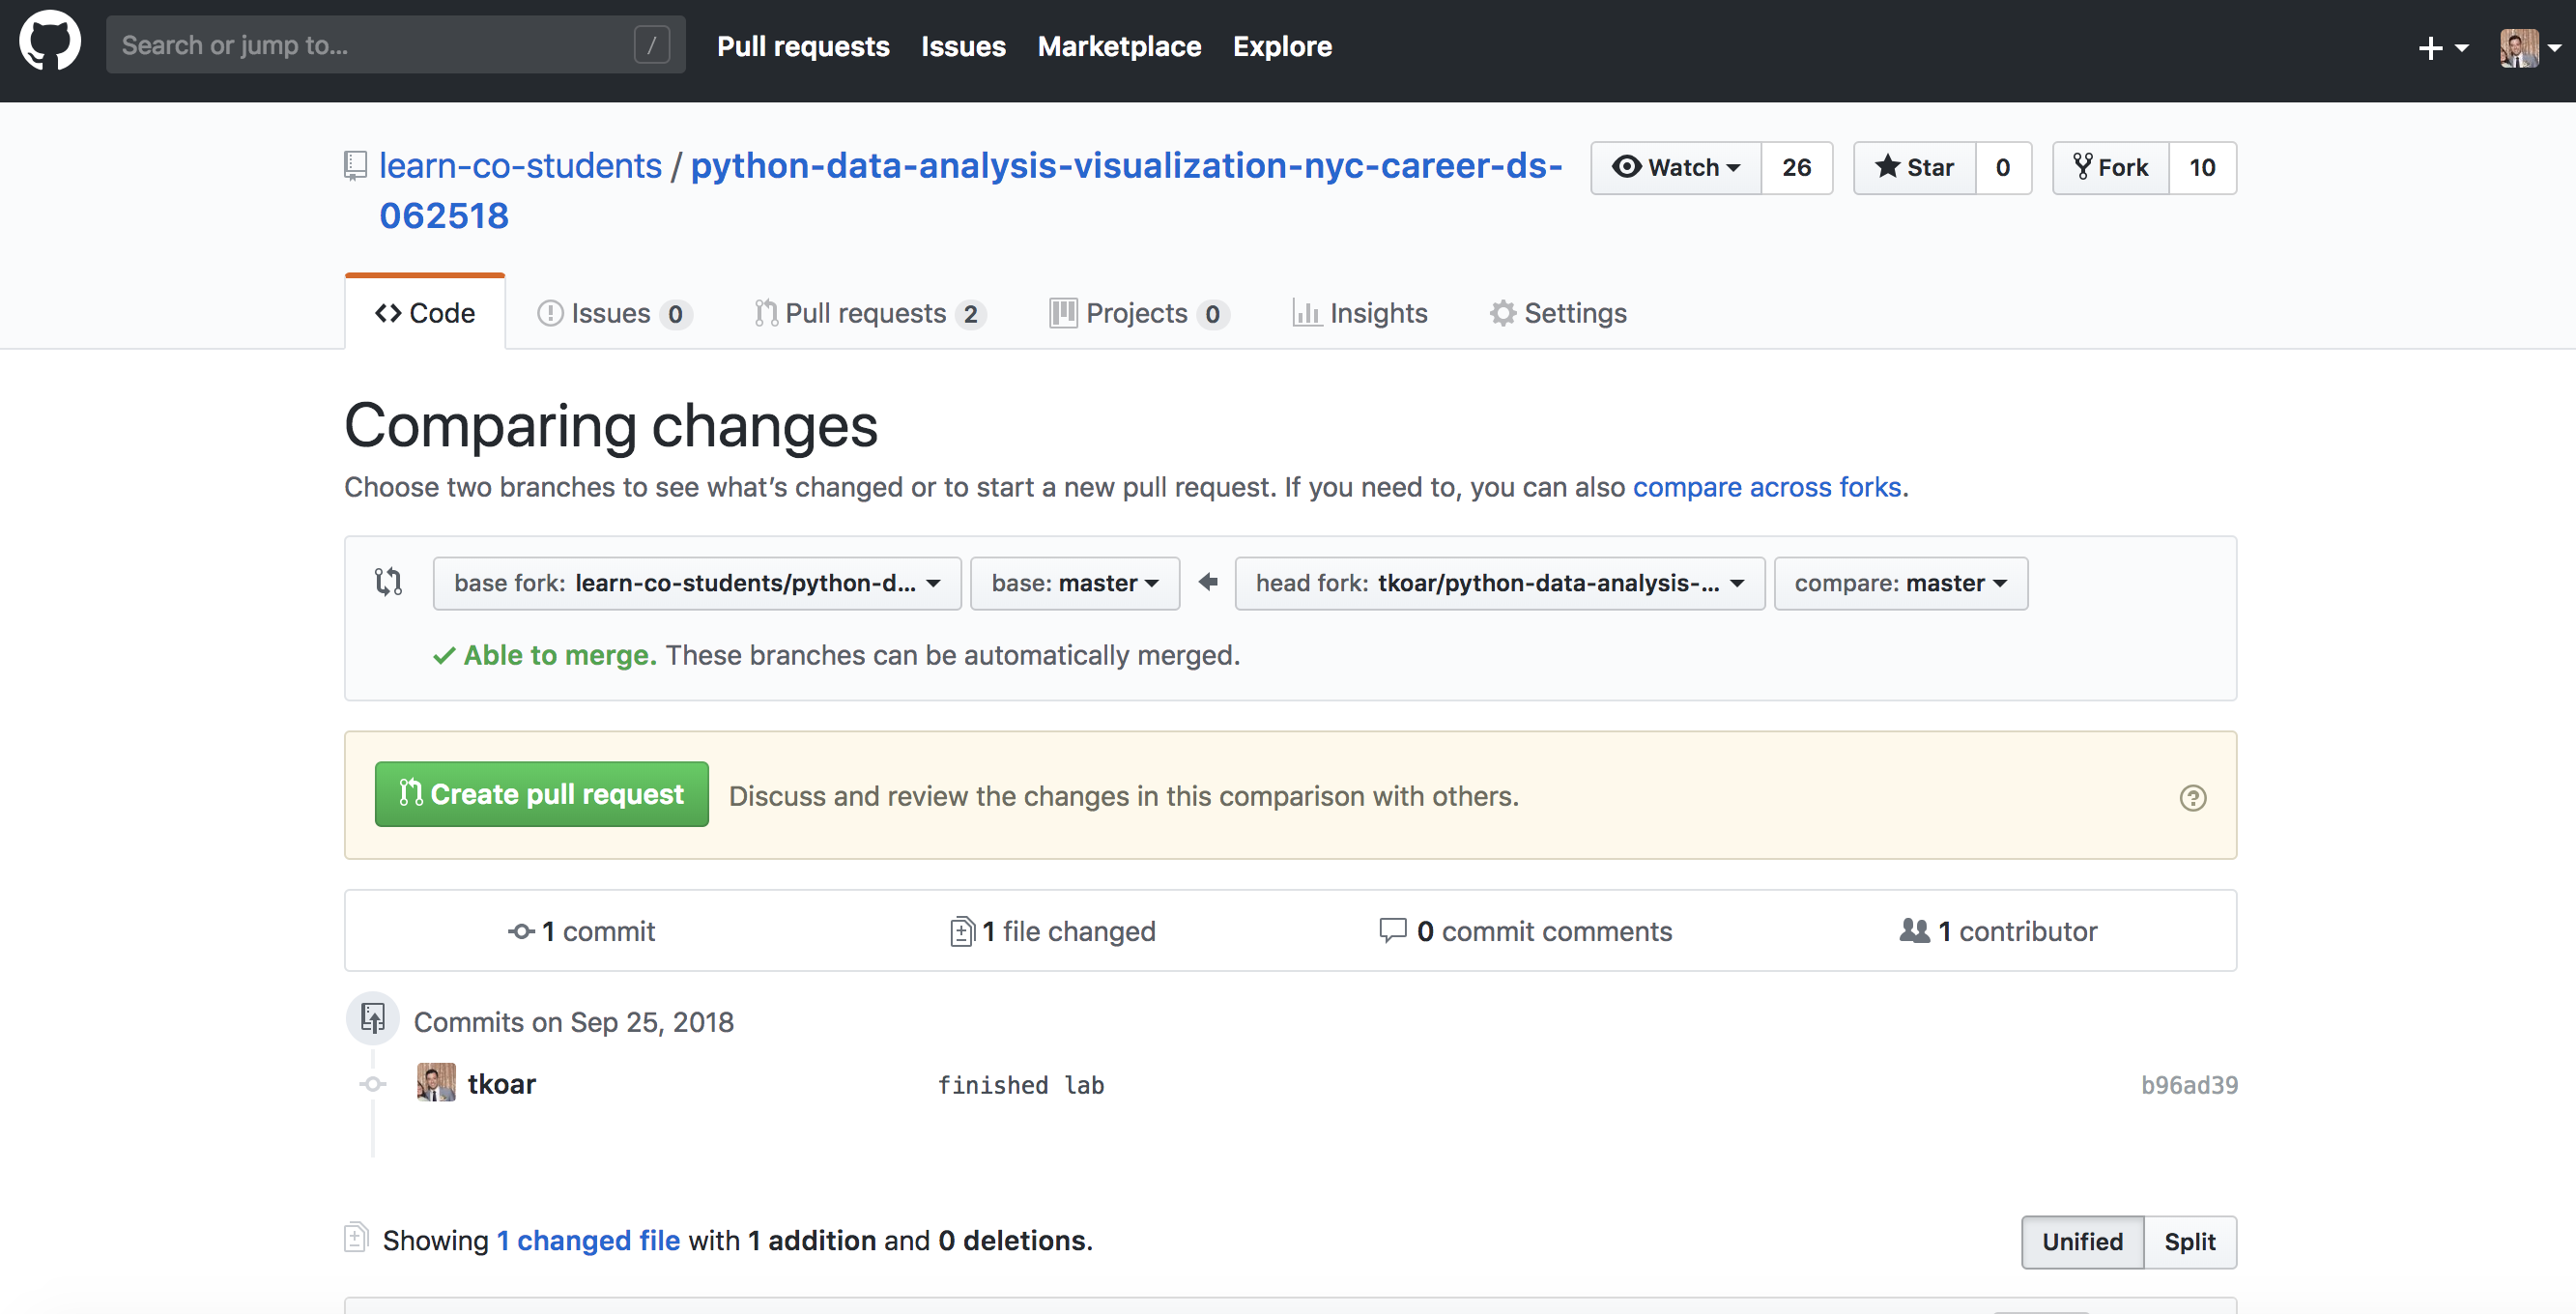 Search or jump to... / Pull requests Issues Marketplace Explore
learn-co-students / python-data-analysis-visualization-nyc-career-ds- Watch 26 Star 0 Fork 10
062518
Code Issues 0 Pull requests 2 Projects 0 Insights Settings
Comparing changes
Choose two branches to see what’s changed or to start a new pull request. If you need to, you can also compare across forks.
base fork: learn-co-students/python-d... base: master head fork: tkoar/python-data-analysis-... compare: master
Able to merge. These branches can be automatically merged.
Create pull request Discuss and review the changes in this comparison with others.
1 commit 1 file changed 0 commit comments 1 contributor
Commits on Sep 25, 2018
tkoar finished lab b96ad39
Showing 1 changed file with 1 addition and 0 deletions. Unified Split